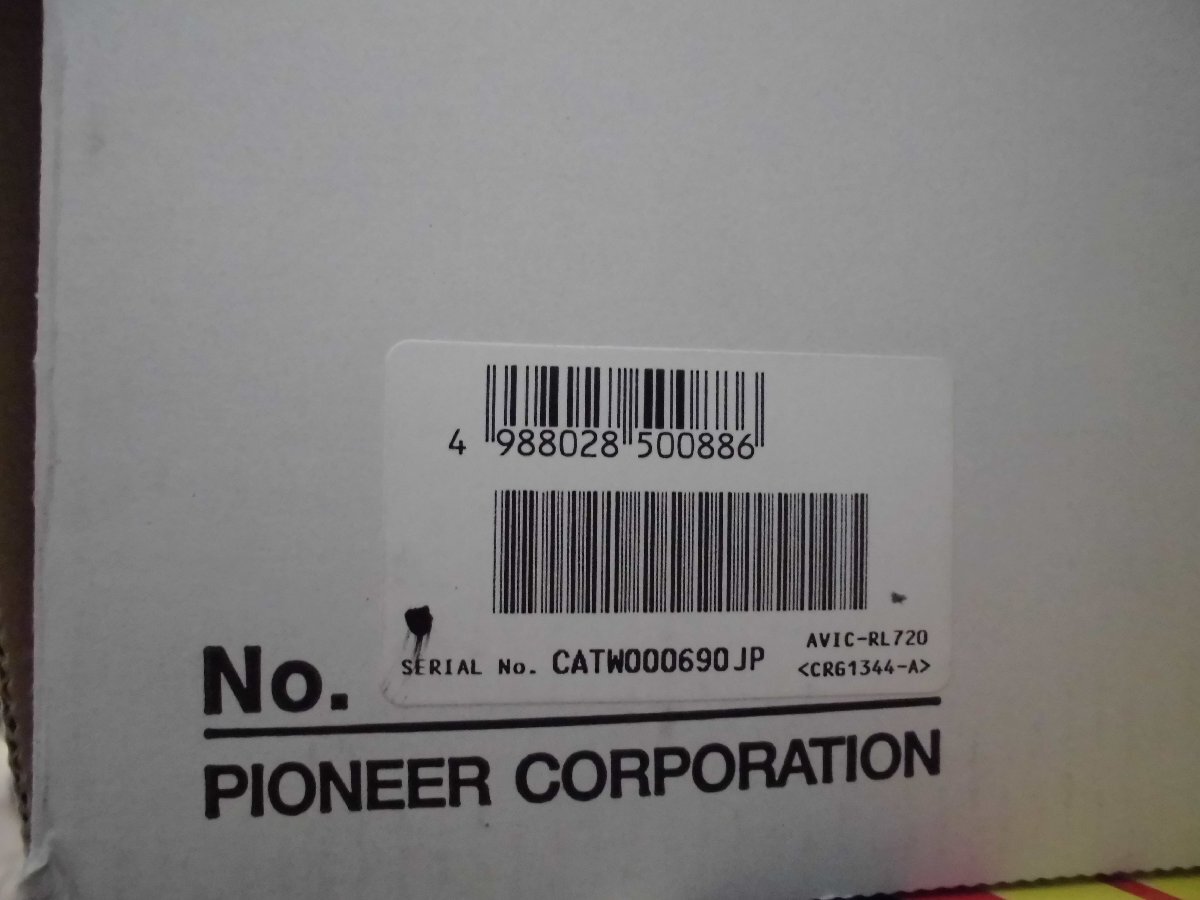 4 988028 500886
SERIAL No. CATW000690JP
AVIC-RL720
<CRG1344-A>
No.
PIONEER CORPORATION